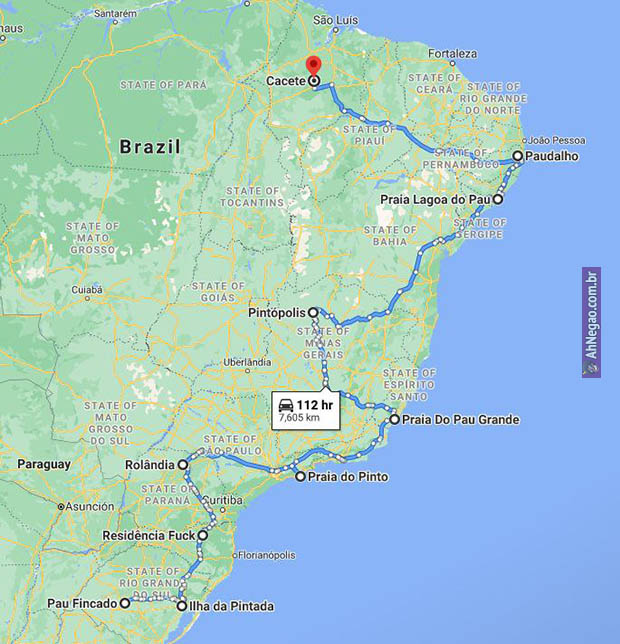 Santarém
São Luís
naus
Fortaleza
Cacete
STATE OF PARÁ
STATE OF
CEARÁ
STATE OF
RIO GRANDE
DO NORTE
Brazil
STATE OF
PIAUÍ
João Pessoa
STATE OF
PERNAMBUCO
Paudalho
STATE OF
TOCANTINS
Praia Lagoa do Pau
STATE OF
MATO
GROSSO
STATE OF
BAHIA
STATE OF
SERGIPE
Cuiabá
STATE OF
GOIÁS
Pintópolis
STATE OF
MINAS
GERAIS
AhNegao.com.br
Uberlândia
STATE OF
ESPÍRITO
SANTO
112 hr
7,605 km
STATE OF
MATO
GROSSO
DO SUL
Praia Do Pau Grande
STATE OF
SÃO PAULO
Paraguay
Rolândia
Praia do Pinto
STATE OF
PARANÁ
Asunción
Curitiba
Residência Fuck
Florianópolis
STATE OF
RIO GRANDE
DO SUL
Pau Fincado
Ilha da Pintada